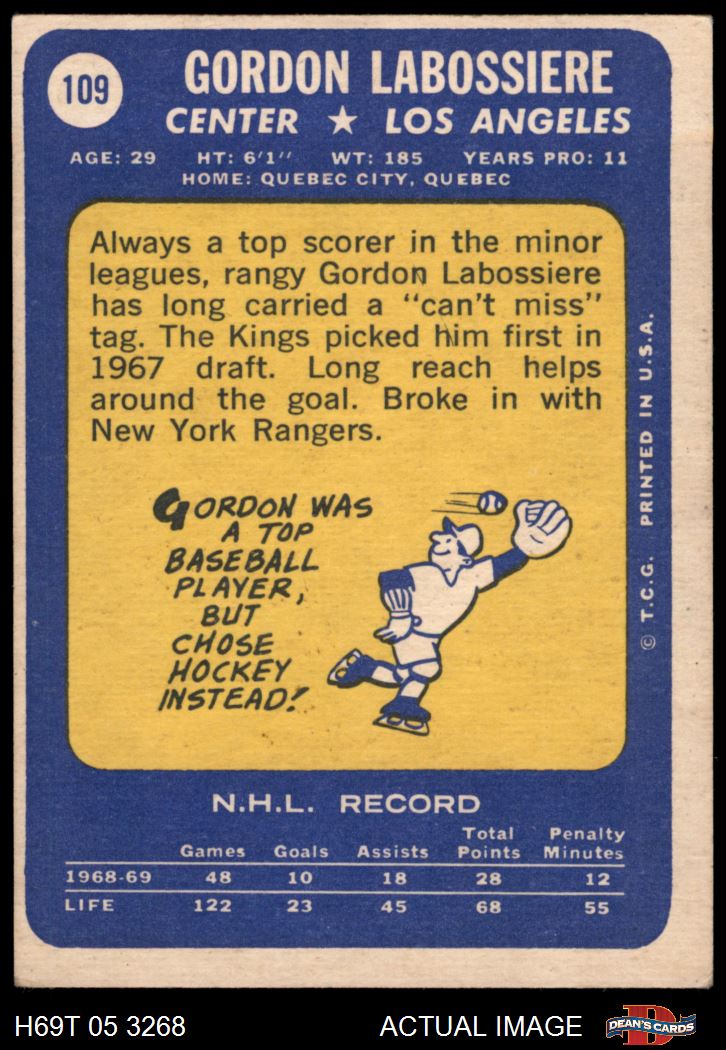 109
GORDON LABOSSIERE
CENTER ★ LOS ANGELES
AGE: 29 HT: 6'1" WT: 185 YEARS PRO: 11
HOME: QUEBEC CITY, QUEBEC
Always a top scorer in the minor
leagues, rangy Gordon Labossiere
has long carried a "can't miss"
tag. The Kings picked him first in
1967 draft. Long reach helps
around the goal. Broke in with
New York Rangers.
GORDON WAS
A TOP
BASEBALL
PLAYER,
BUT
CHOSE
HOCKEY
INSTEAD!
© T.C.G. PRINTED IN U.S.A.
N.H.L. RECORD
Games Goals Assists Total Points Penalty Minutes
1968-69 48 10 18 28 12
LIFE 122 23 45 68 55
H69T 05 3268 ACTUAL IMAGE D DEAN'S CARDS